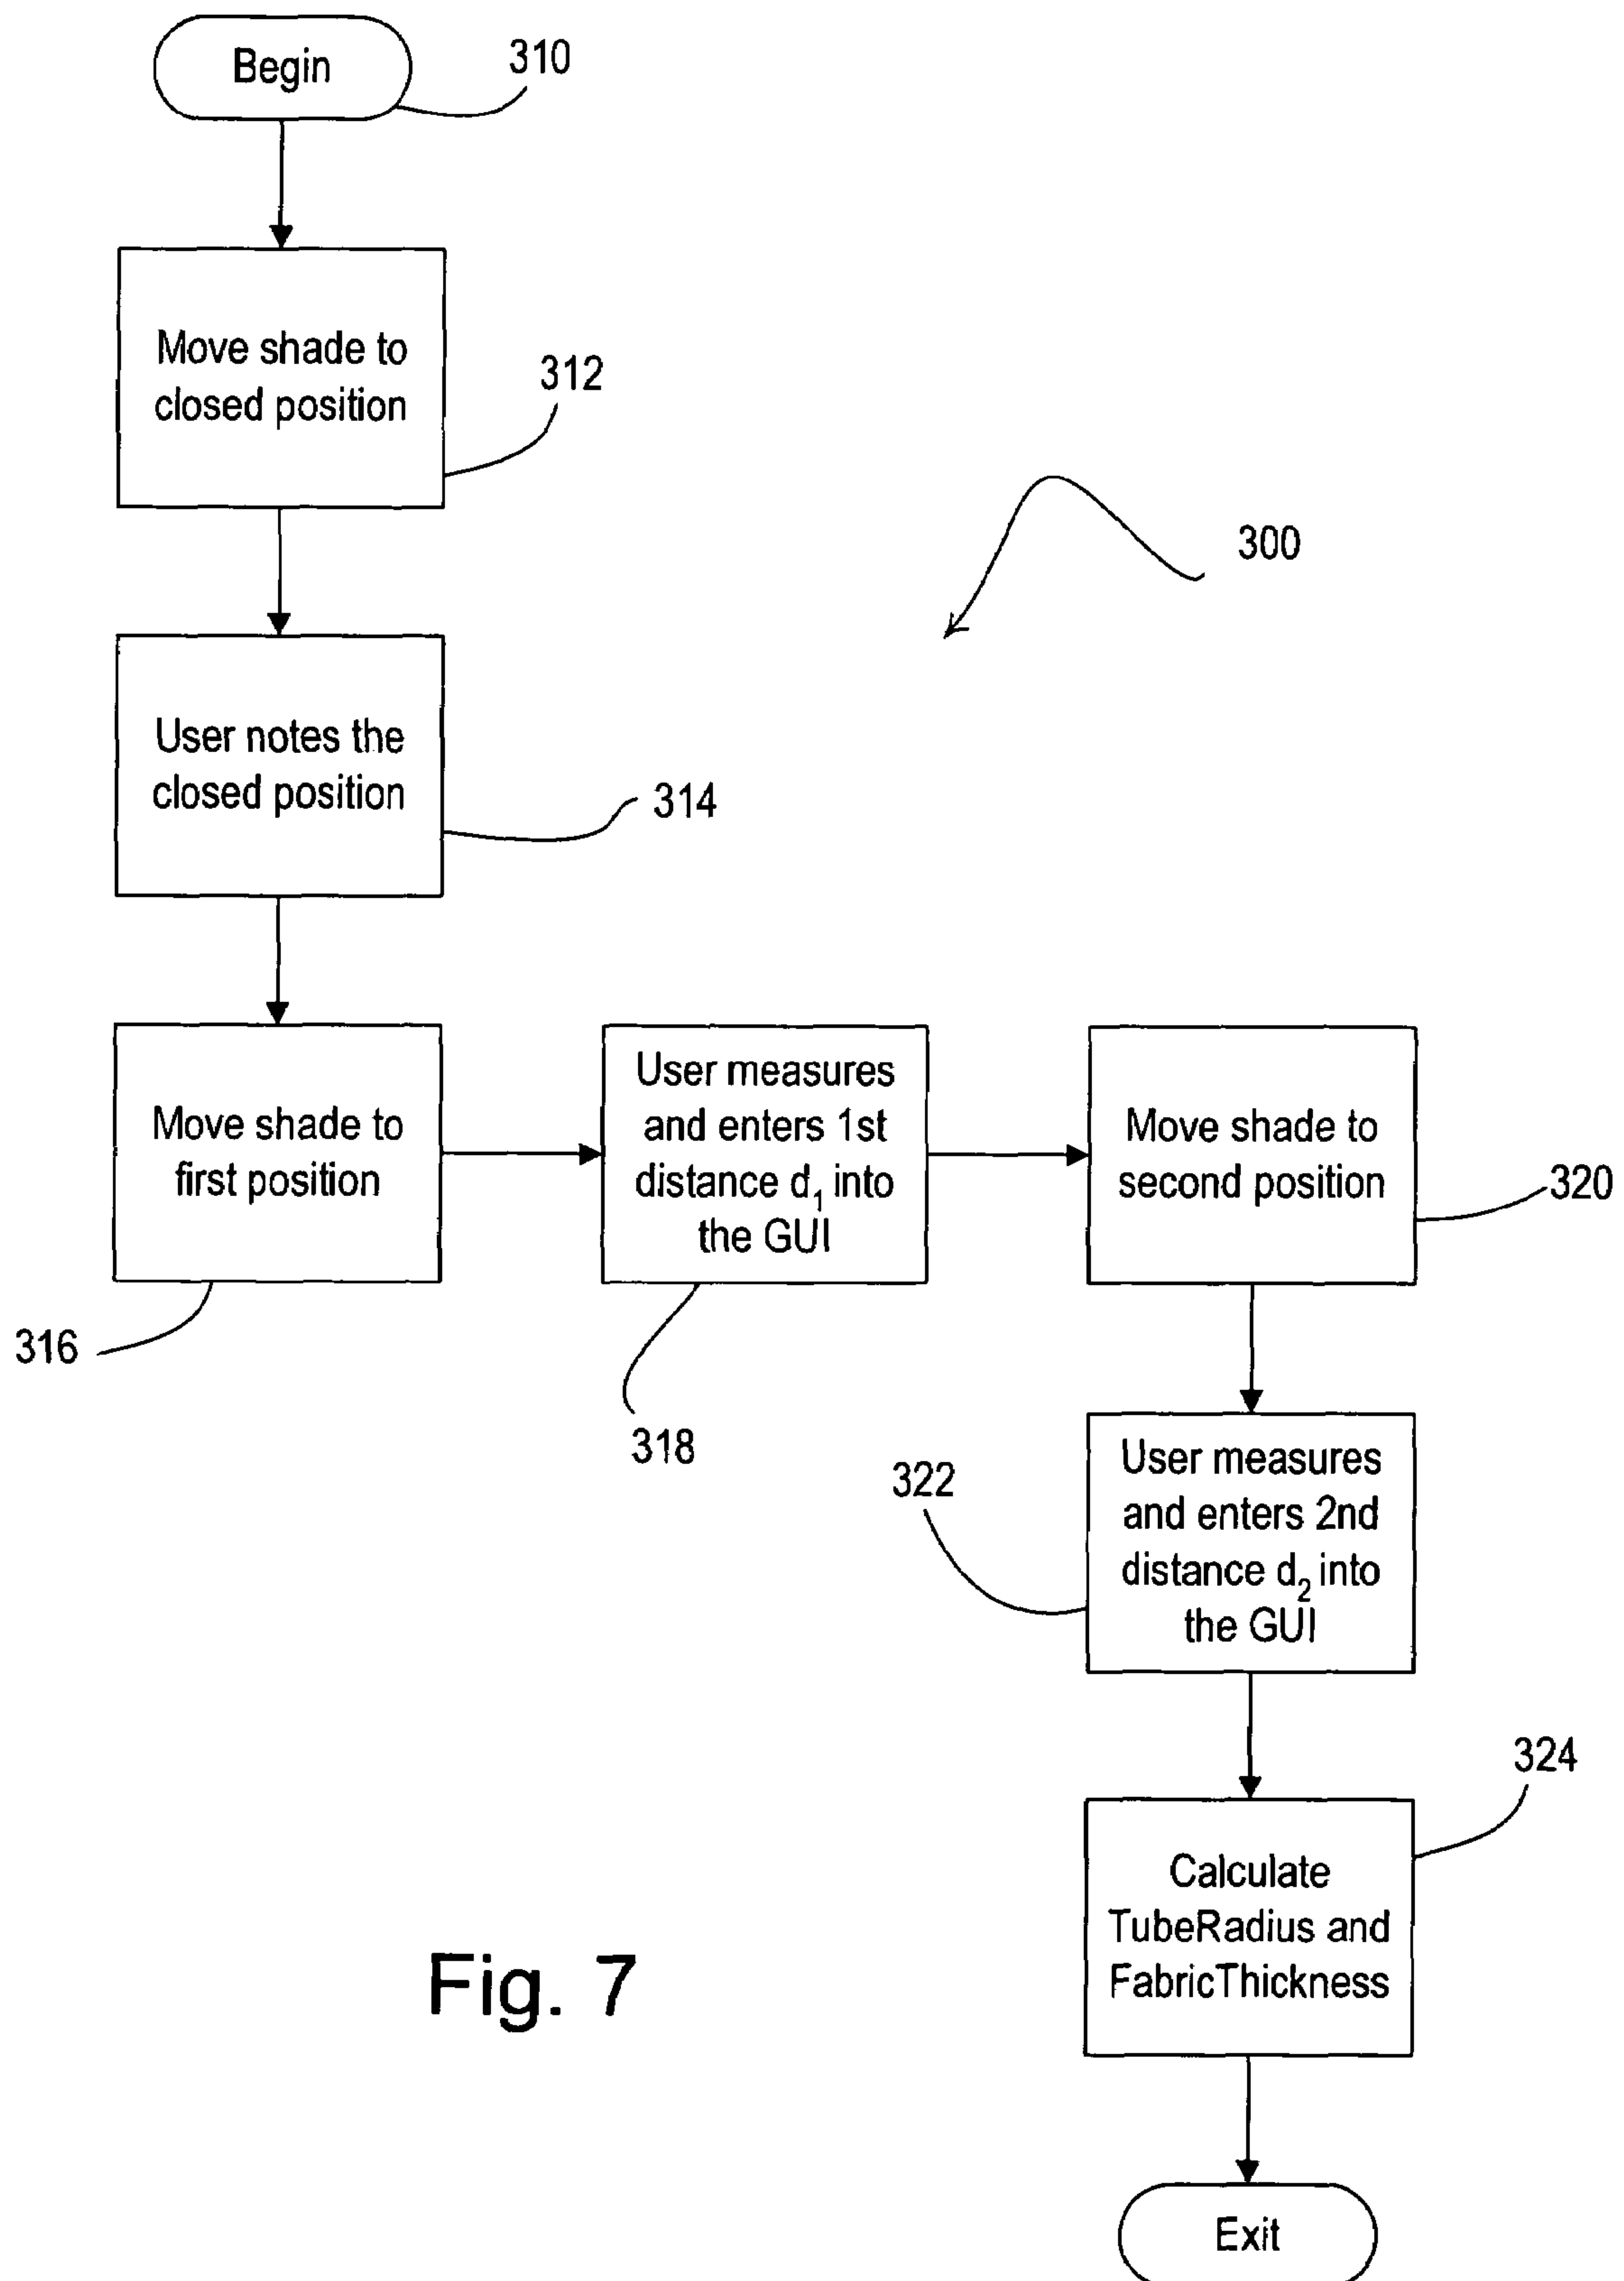 Begin
310
Move shade to
closed position
312
300
User notes the
closed position
314
Move shade to
first position
316
User measures
and enters 1st
distance d₁ into
the GUI
318
Move shade to
second position
320
User measures
and enters 2nd
distance d₂ into
the GUI
322
Calculate
TubeRadius and
FabricThickness
324
Exit
Fig. 7